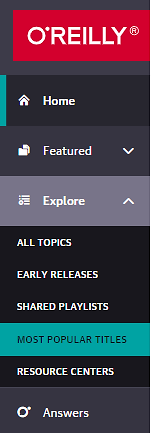 O'REILLY®
Home
Featured
Explore
ALL TOPICS
EARLY RELEASES
SHARED PLAYLISTS
MOST POPULAR TITLES
RESOURCE CENTERS
Answers